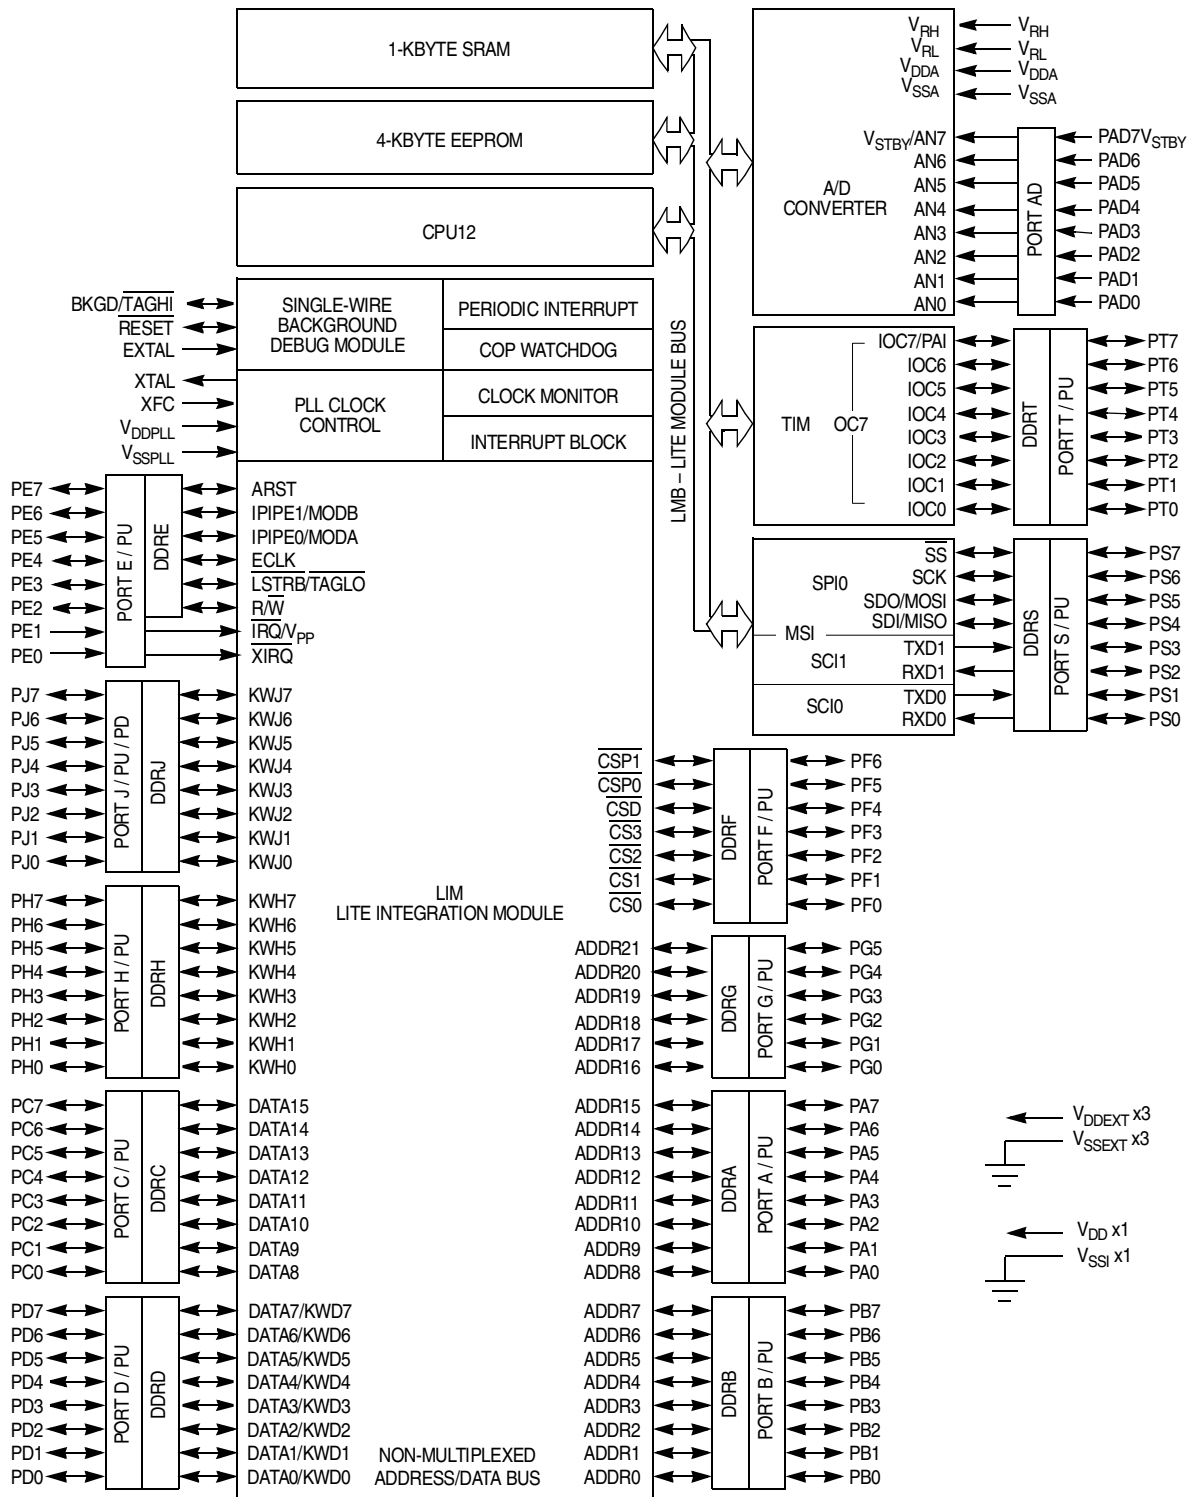 1-KBYTE SRAM
4-KBYTE EEPROM
CPU12
BKGD/TAGHI
RESET
EXTAL
XTAL
XFC
VDDPLL
VSSPLL
SINGLE-WIRE
BACKGROUND
DEBUG MODULE
PLL CLOCK
CONTROL
PERIODIC INTERRUPT
COP WATCHDOG
CLOCK MONITOR
INTERRUPT BLOCK
LMB – LITE MODULE BUS
A/D
CONVERTER
VRH VRH
VRL VRL
VDDA VDDA
VSSA VSSA
VSTBY/AN7 PAD7VSTBY
AN6 PAD6
AN5 PAD5
AN4 PAD4
AN3 PAD3
AN2 PAD2
AN1 PAD1
AN0 PAD0
PORT AD
TIM OC7
IOC7/PAI PT7
IOC6 PT6
IOC5 PT5
IOC4 PT4
IOC3 PT3
IOC2 PT2
IOC1 PT1
IOC0 PT0
DDRT
PORT T / PU
SPI0
MSI
SCI1
SCI0
SS PS7
SCK PS6
SDO/MOSI PS5
SDI/MISO PS4
TXD1 PS3
RXD1 PS2
TXD0 PS1
RXD0 PS0
DDRS
PORT S / PU
PE7 ARST
PE6 IPIPE1/MODB
PE5 IPIPE0/MODA
PE4 ECLK
PE3 LSTRB/TAGLO
PE2 R/W
PE1 IRQ/VPP
PE0 XIRQ
PORT E / PU
DDRE
PJ7 KWJ7
PJ6 KWJ6
PJ5 KWJ5
PJ4 KWJ4
PJ3 KWJ3
PJ2 KWJ2
PJ1 KWJ1
PJ0 KWJ0
PORT J / PU / PD
DDRJ
PH7 KWH7
PH6 KWH6
PH5 KWH5
PH4 KWH4
PH3 KWH3
PH2 KWH2
PH1 KWH1
PH0 KWH0
PORT H / PU
DDRH
PC7 DATA15
PC6 DATA14
PC5 DATA13
PC4 DATA12
PC3 DATA11
PC2 DATA10
PC1 DATA9
PC0 DATA8
PORT C / PU
DDRC
PD7 DATA7/KWD7
PD6 DATA6/KWD6
PD5 DATA5/KWD5
PD4 DATA4/KWD4
PD3 DATA3/KWD3
PD2 DATA2/KWD2
PD1 DATA1/KWD1
PD0 DATA0/KWD0
PORT D / PU
DDRD
LIM
LITE INTEGRATION MODULE
NON-MULTIPLEXED
ADDRESS/DATA BUS
CSP1 PF6
CSP0 PF5
CSD PF4
CS3 PF3
CS2 PF2
CS1 PF1
CS0 PF0
DDRF
PORT F / PU
ADDR21 PG5
ADDR20 PG4
ADDR19 PG3
ADDR18 PG2
ADDR17 PG1
ADDR16 PG0
DDRG
PORT G / PU
ADDR15 PA7
ADDR14 PA6
ADDR13 PA5
ADDR12 PA4
ADDR11 PA3
ADDR10 PA2
ADDR9 PA1
ADDR8 PA0
DDRA
PORT A / PU
ADDR7 PB7
ADDR6 PB6
ADDR5 PB5
ADDR4 PB4
ADDR3 PB3
ADDR2 PB2
ADDR1 PB1
ADDR0 PB0
DDRB
PORT B / PU
VDDEXT x3
VSSEXT x3
VDD x1
VSSI x1